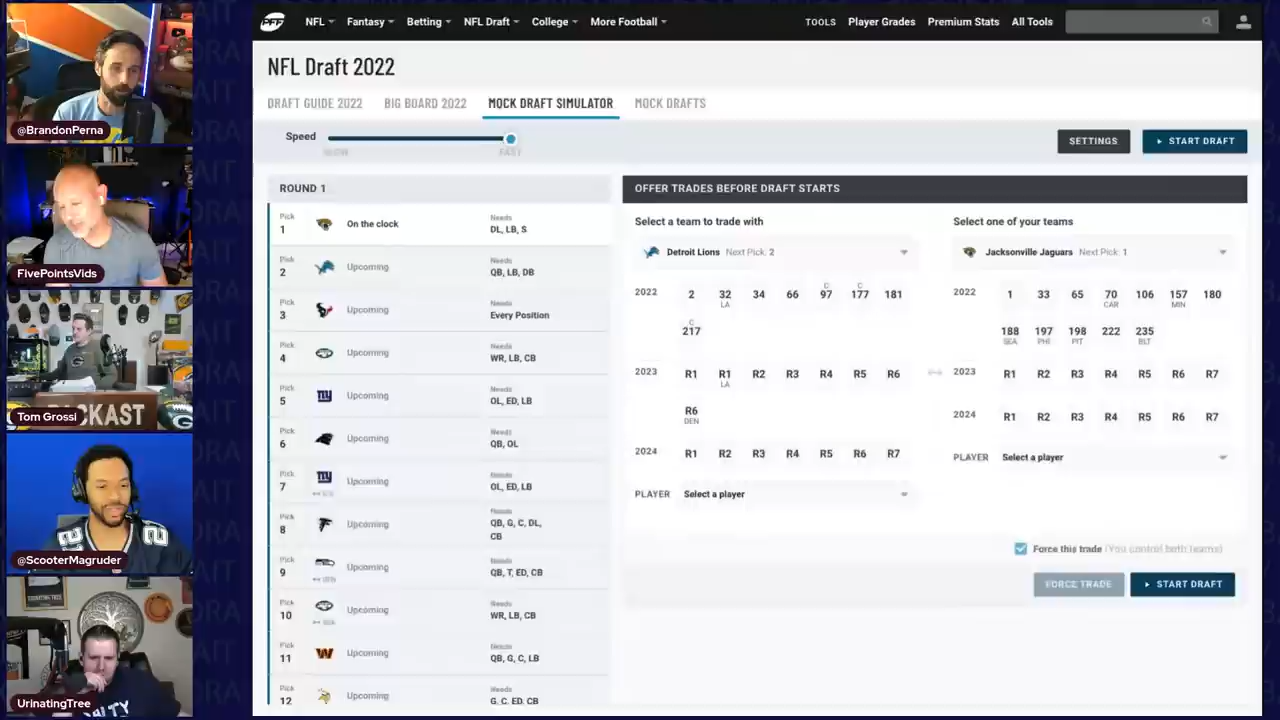 @BrandonPerna
FivePointsVids
Tom Grossi
PACKAST
@ScooterMagruder
UrinatingTree
PFF NFL Fantasy Betting NFL Draft College More Football TOOLS Player Grades Premium Stats All Tools
NFL Draft 2022
DRAFT GUIDE 2022 BIG BOARD 2022 MOCK DRAFT SIMULATOR MOCK DRAFTS
Speed SLOW FAST SETTINGS START DRAFT
ROUND 1
Pick 1 On the clock Needs DL, LB, S
Pick 2 Upcoming Needs QB, LB, DB
Pick 3 Upcoming Needs Every Position
Pick 4 Upcoming Needs WR, LB, CB
Pick 5 Upcoming Needs OL, ED, LB
Pick 6 Upcoming Needs QB, OL
Pick 7 Upcoming Needs OL, ED, LB
Pick 8 Upcoming Needs QB, G, C, DL, CB
Pick 9 Upcoming Needs QB, T, ED, CB
Pick 10 Upcoming Needs WR, LB, CB
Pick 11 Upcoming Needs QB, G, C, LB
Pick 12 Upcoming Needs G, C, ED, CB
OFFER TRADES BEFORE DRAFT STARTS
Select a team to trade with
Detroit Lions Next Pick: 2
2022 2 32 LA 34 66 C 97 C 177 181
C 217
2023 R1 R1 LA R2 R3 R4 R5 R6
R6 DEN
2024 R1 R2 R3 R4 R5 R6 R7
PLAYER Select a player
Select one of your teams
Jacksonville Jaguars Next Pick: 1
2022 1 33 65 70 CAR 106 157 MIN 180
188 SEA 197 PHI 198 PIT 222 235
2023 R1 R2 R3 R4 R5 R6 R7
2024 R1 R2 R3 R4 R5 R6 R7
PLAYER Select a player
Force this trade (You control both teams)
FORCE TRADE START DRAFT